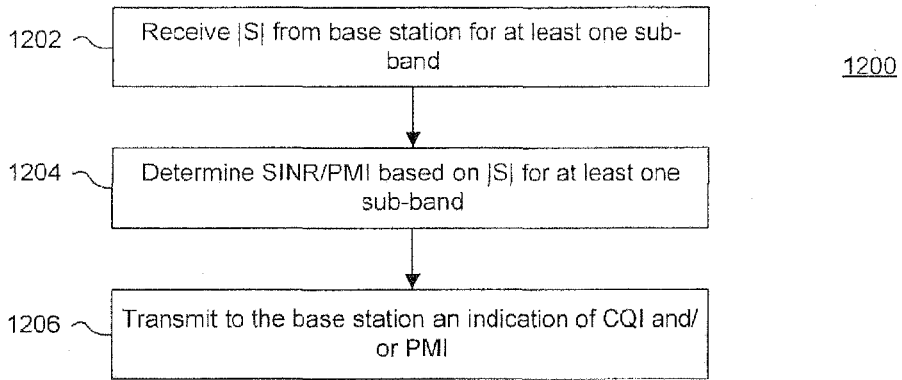 1202
Receive |S| from base station for at least one sub-
band
1200
1204
Determine SINR/PMI based on |S| for at least one
sub-band
1206
Transmit to the base station an indication of CQI and/
or PMI